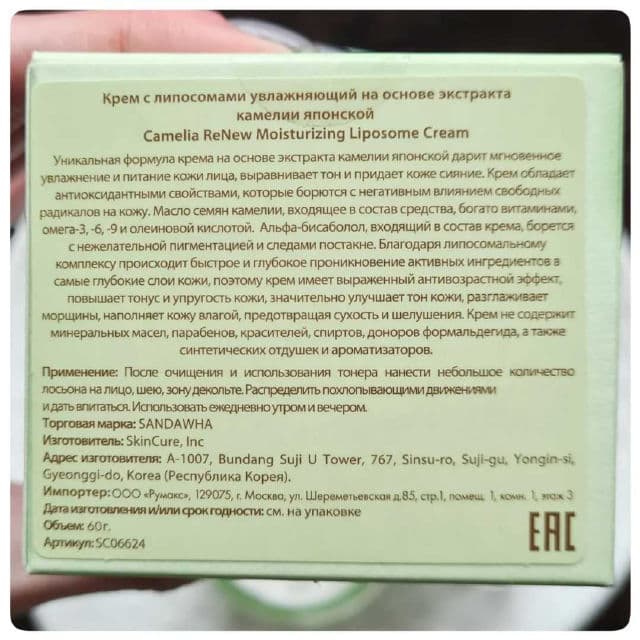 Крем с липосомами увлажняющий на основе экстракта
камелии японской
Camelia ReNew Moisturizing Liposome Cream
Уникальная формула крема на основе экстракта камелии японской дарит мгновенное
увлажнение и питание кожи лица, выравнивает тон и придает коже сияние. Крем обладает
антиоксидантными свойствами, которые борются с негативным влиянием свободных
радикалов на кожу. Масло семян камелии, входящее в состав средства, богато витаминами,
омега-3, -6, -9 и олеиновой кислотой. Альфа-бисаболол, входящий в состав крема, борется
с нежелательной пигментацией и следами постакне. Благодаря липосомальному
комплексу происходит быстрое и глубокое проникновение активных ингредиентов в
самые глубокие слои кожи, поэтому крем имеет выраженный антивозрастной эффект,
повышает тонус и упругость кожи, значительно улучшает тон кожи, разглаживает
морщины, наполняет кожу влагой, предотвращая сухость и шелушения. Крем не содержит
минеральных масел, парабенов, красителей, спиртов, доноров формальдегида, а также
синтетических отдушек и ароматизаторов.
Применение: После очищения и использования тонера нанести небольшое количество
лосьона на лицо, шею, зону декольте. Распределить похлопывающими движениями
и дать впитаться. Использовать ежедневно утром и вечером.
Торговая марка: SANDAWHA
Изготовитель: SkinCure, Inc
Адрес изготовителя: A-1007, Bundang Suji U Tower, 767, Sinsu-ro, Suji-gu, Yongin-si,
Gyeonggi-do, Korea (Республика Корея).
Импортер: ООО «Румакс», 129075, г. Москва, ул. Шереметьевская д.85, стр.1, помещ. 1, комн. 1, этаж 3
Дата изготовления и/или срок годности: см. на упаковке
Объем: 60 г.
Артикул: SC06624
EAC